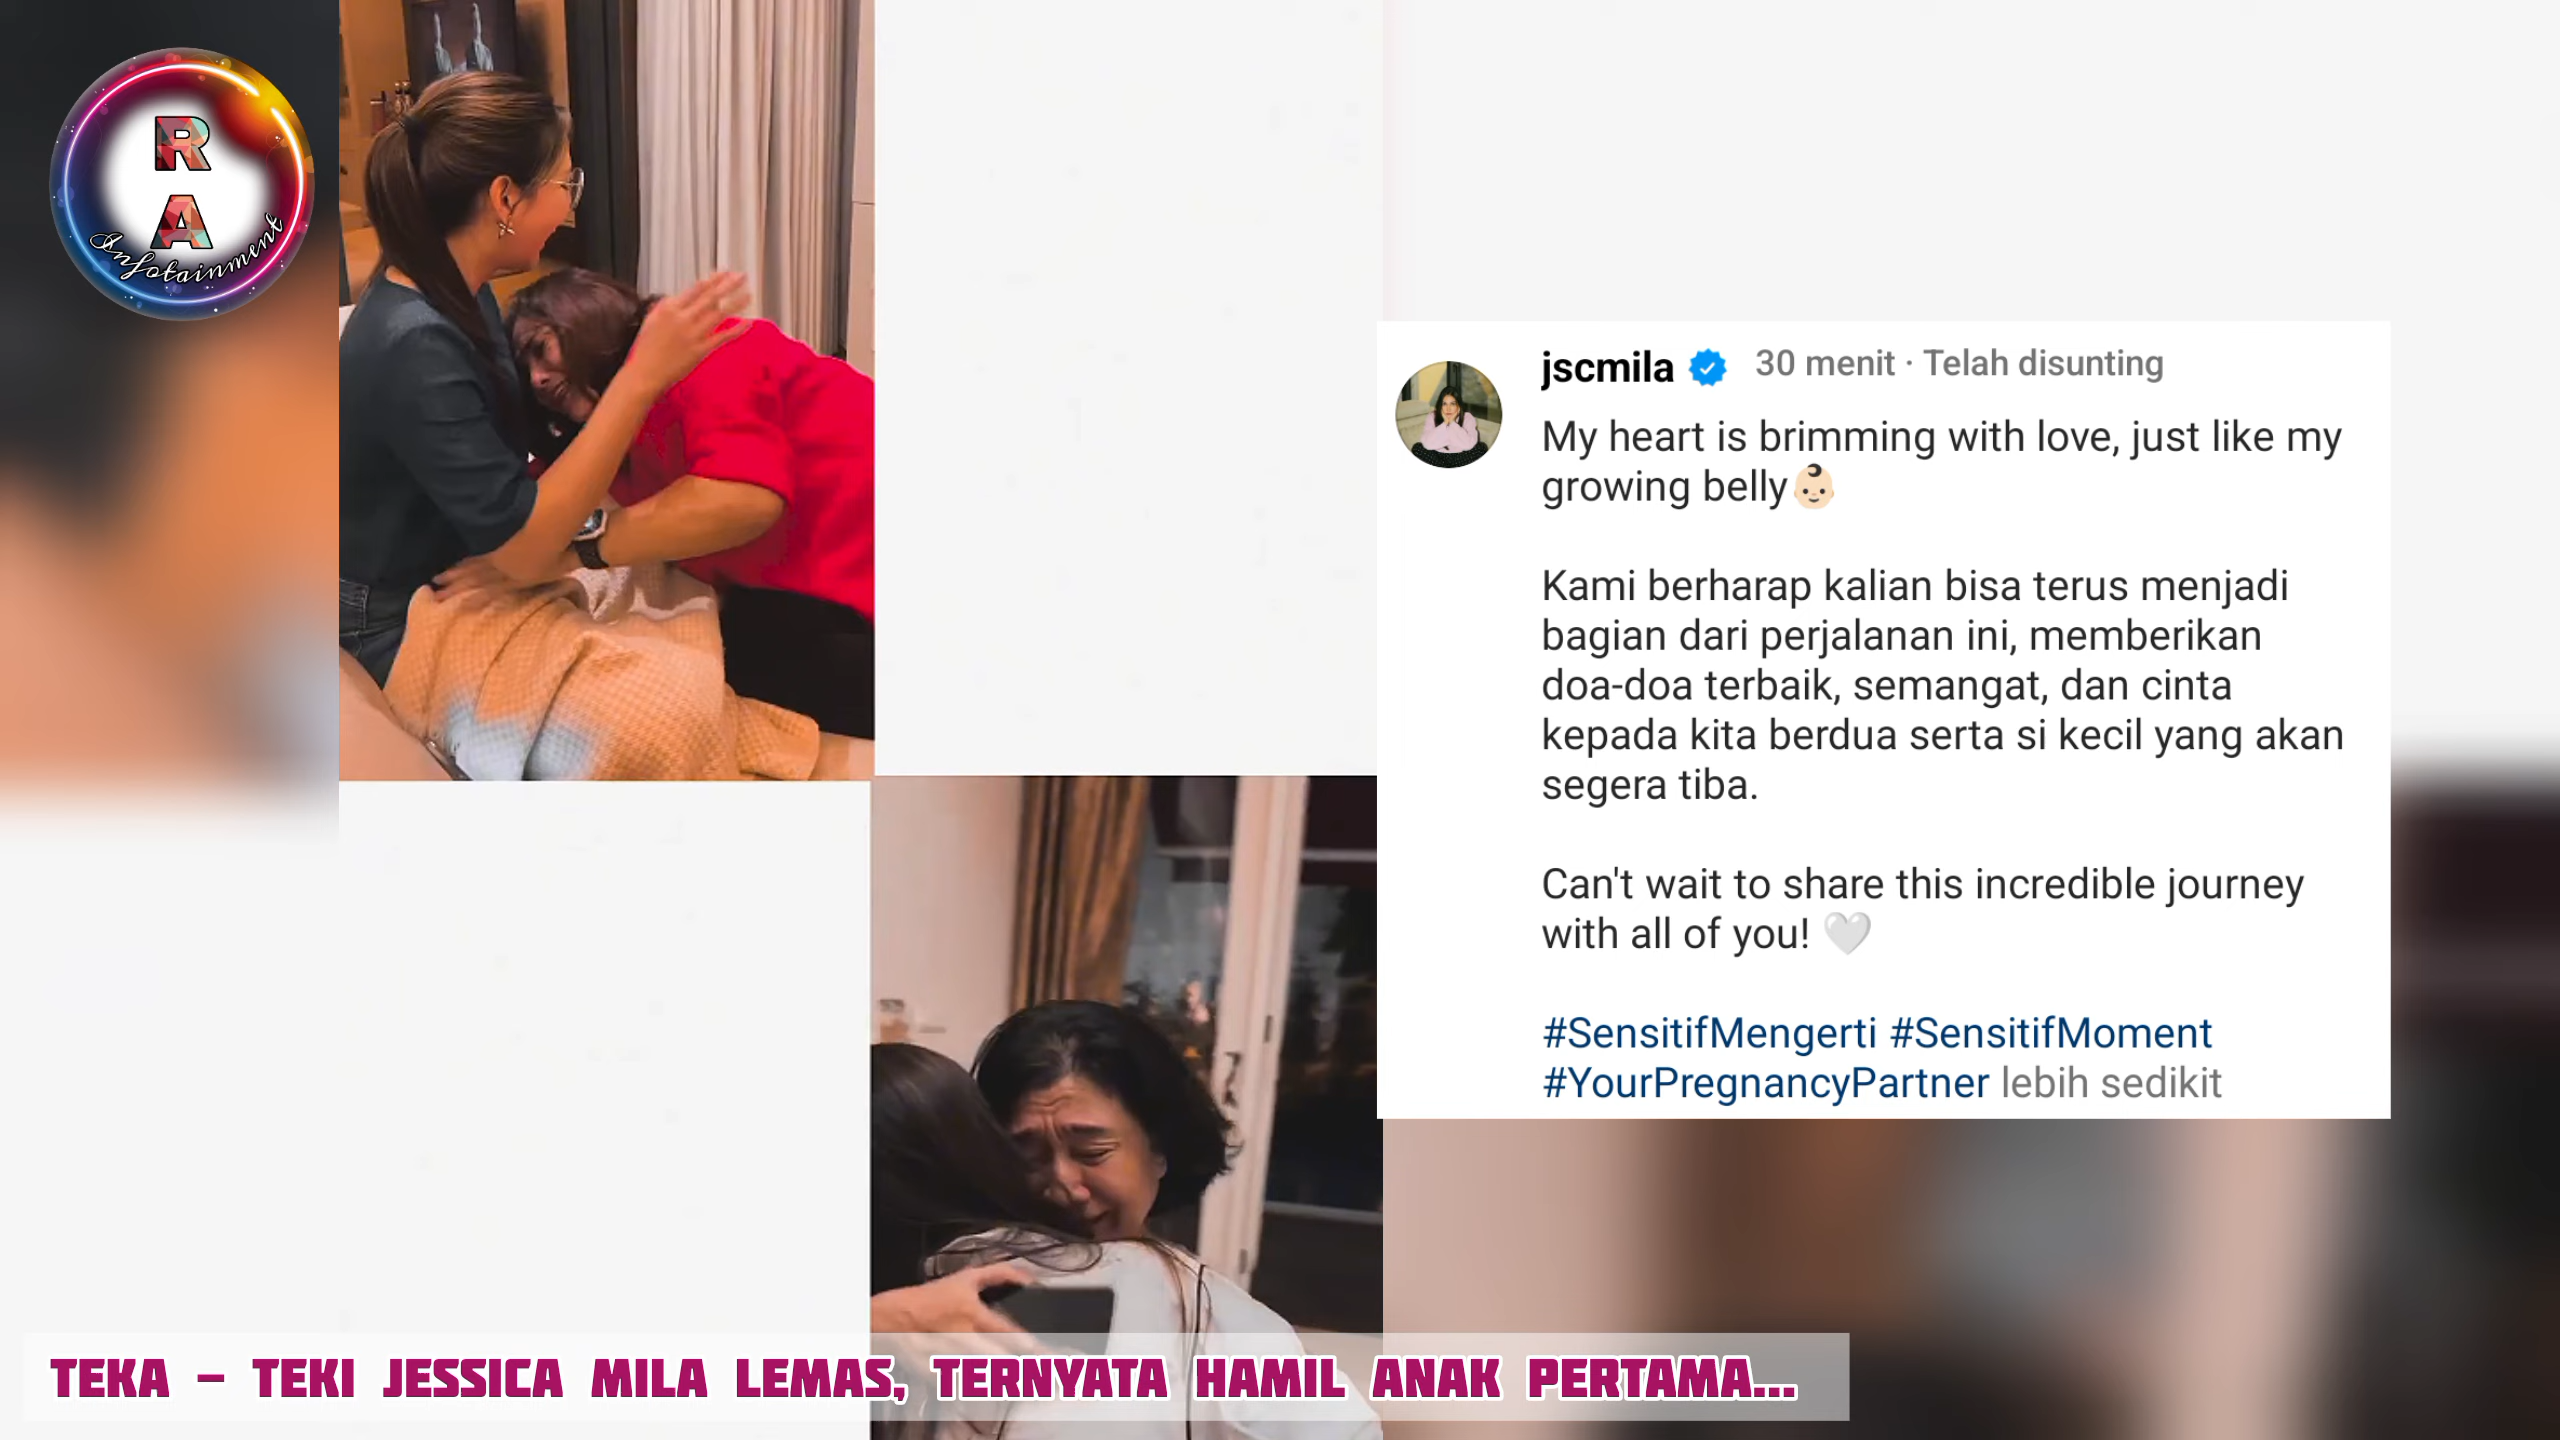 R
A
Infotainment
jscmila 30 menit · Telah disunting
My heart is brimming with love, just like my
growing belly👶🏻
Kami berharap kalian bisa terus menjadi
bagian dari perjalanan ini, memberikan
doa-doa terbaik, semangat, dan cinta
kepada kita berdua serta si kecil yang akan
segera tiba.
Can't wait to share this incredible journey
with all of you! 🤍
#SensitifMengerti #SensitifMoment
#YourPregnancyPartner lebih sedikit
TEKA - TEKI JESSICA MILA LEMAS, TERNYATA HAMIL ANAK PERTAMA...